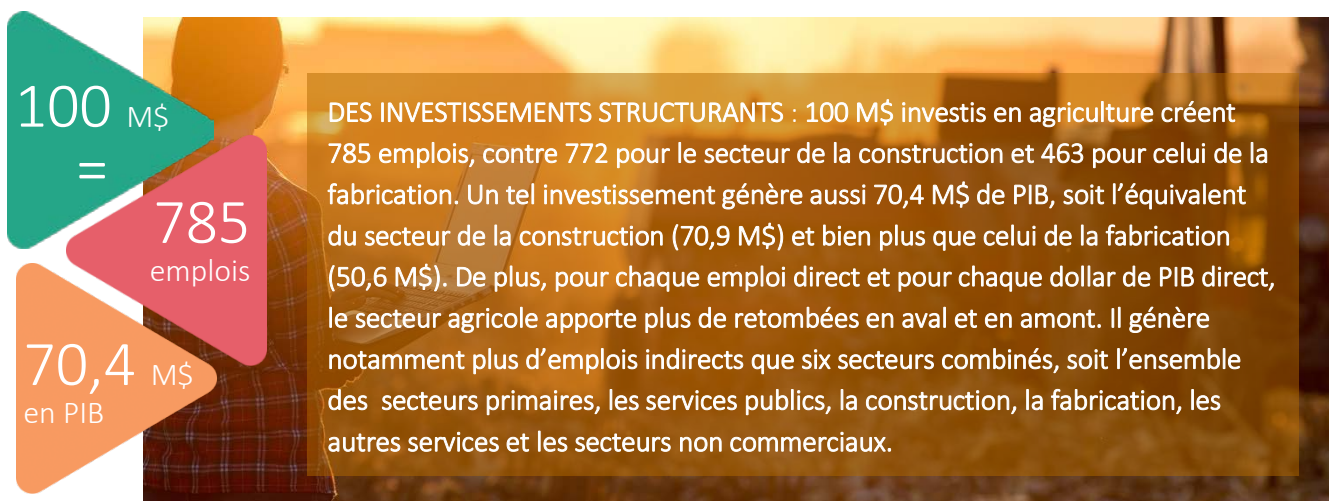 100 M$
=
785
emplois
70,4 M$
en PIB
DES INVESTISSEMENTS STRUCTURANTS : 100 M$ investis en agriculture créent
785 emplois, contre 772 pour le secteur de la construction et 463 pour celui de la
fabrication. Un tel investissement génère aussi 70,4 M$ de PIB, soit l’équivalent
du secteur de la construction (70,9 M$) et bien plus que celui de la fabrication
(50,6 M$). De plus, pour chaque emploi direct et pour chaque dollar de PIB direct,
le secteur agricole apporte plus de retombées en aval et en amont. Il génère
notamment plus d’emplois indirects que six secteurs combinés, soit l’ensemble
des  secteurs primaires, les services publics, la construction, la fabrication, les
autres services et les secteurs non commerciaux.